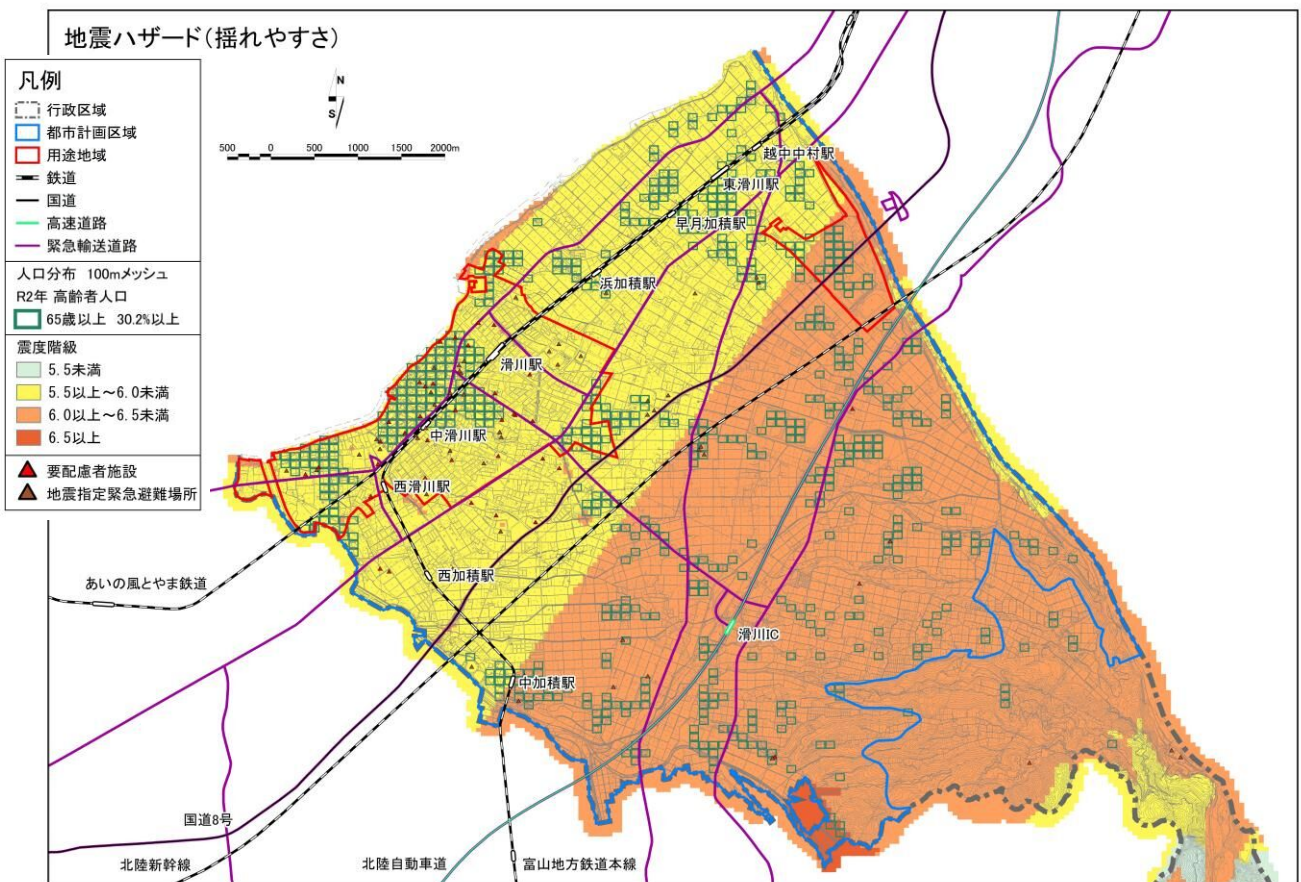 地震ハザード(揺れやすさ)
凡例
行政区域
都市計画区域
用途地域
鉄道
国道
高速道路
緊急輸送道路
人口分布 100mメッシュ
R2年 高齢者人口
65歳以上 30.2%以上
震度階級
5.5未満
5.5以上～6.0未満
6.0以上～6.5未満
6.5以上
要配慮者施設
地震指定緊急避難場所
N
S
500 0 500 1000 1500 2000m
越中中村駅
東滑川駅
早月加積駅
浜加積駅
滑川駅
中滑川駅
西滑川駅
西加積駅
滑川IC
中加積駅
あいの風とやま鉄道
国道8号
北陸新幹線
北陸自動車道
富山地方鉄道本線